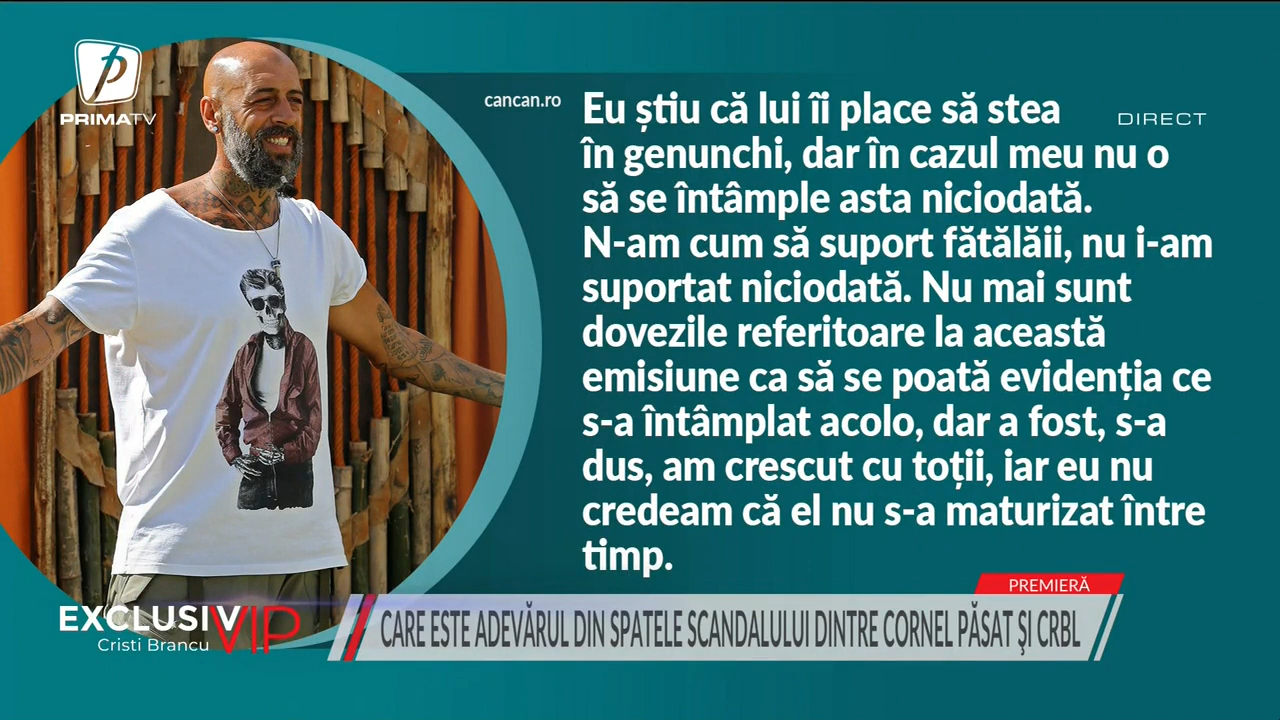 PRIMATV
cancan.ro
DIRECT
Eu știu că lui îi place să stea
în genunchi, dar în cazul meu nu o
să se întâmple asta niciodată.
N-am cum să suport fătălăii, nu i-am
suportat niciodată. Nu mai sunt
dovezile referitoare la această
emisiune ca să se poată evidenția ce
s-a întâmplat acolo, dar a fost, s-a
dus, am crescut cu toții, iar eu nu
credeam că el nu s-a maturizat între
timp.
PREMIERĂ
EXCLUSIV VIP
Cristi Brancu
CARE ESTE ADEVĂRUL DIN SPATELE SCANDALULUI DINTRE CORNEL PĂSAT ŞI CRBL